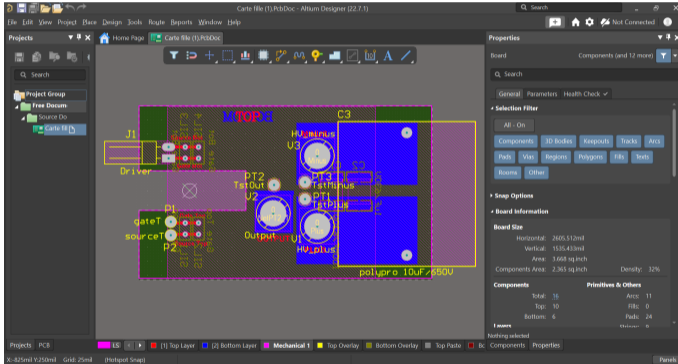 Carte fille (1).PcbDoc - Altium Designer (22.7.1)
Search
File Edit View Project Place Design Tools Route Reports Window Help
Not Connected
Projects
Home Page
Carte fille (1).PcbDoc
Properties
Board
Components (and 12 more)
Search
Search
Project Group
Free Docum
Source Do
Carte fill
General Parameters Health Check
Selection Filter
All - On
Components 3D Bodies Keepouts Tracks Arcs
Pads Vias Regions Polygons Fills Texts
Rooms Other
Snap Options
Board Information
Board Size
Horizontal: 2605.512mil
Vertical: 1535.433mil
Area: 3.668 sq.inch
Components Area: 2.365 sq.inch Density: 32%
Components Primitives & Others
Total: 16 Arcs: 11
Top: 10 Fills: 0
Bottom: 6 Pads: 24
Layers
Nothing selected
Components Properties
C3
J1
Driver
HV_minus
V3
PT2
TstOut
PT3
TstMinus
PT1
TstPlus
V2
Output
V1
HV_plus
P1
gateT
sourceT
P2
polypro 10uF/650V
Projects PCB
LS
[1] Top Layer
[2] Bottom Layer
Mechanical 1
Top Overlay
Bottom Overlay
Top Paste
X:-825mil Y:250mil Grid: 25mil (Hotspot Snap)
Panels